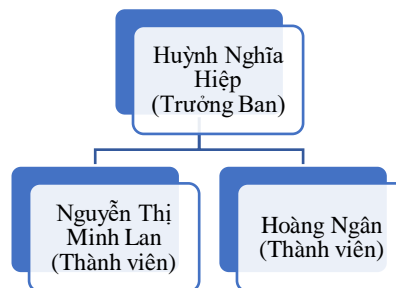 Huỳnh Nghĩa
Hiệp
(Trưởng Ban)
Nguyễn Thị
Minh Lan
(Thành viên)
Hoàng Ngân
(Thành viên)